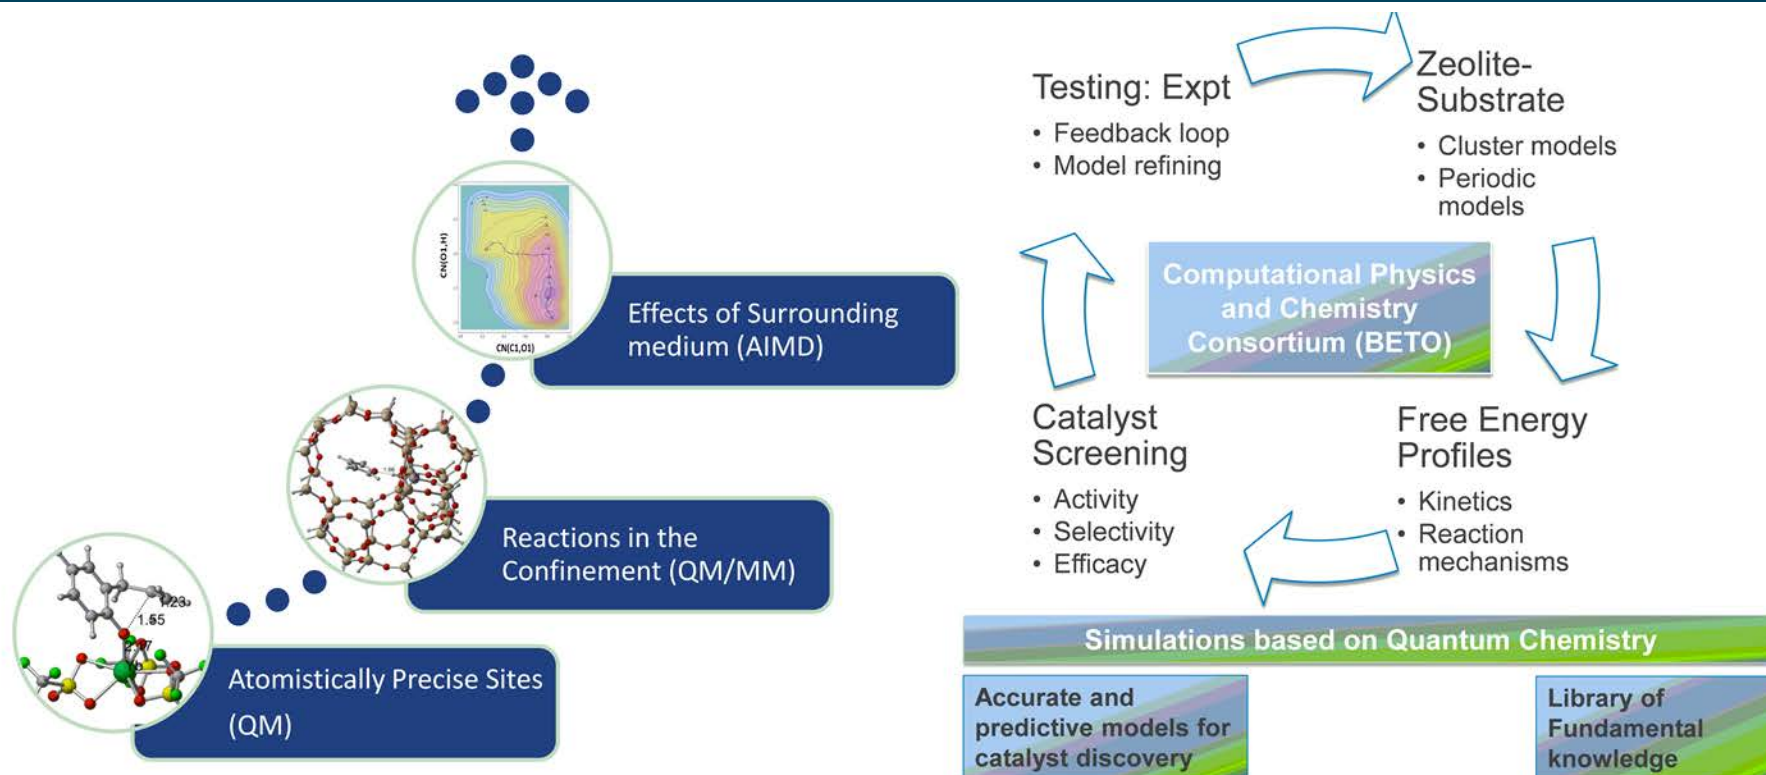 CN(O1,H)
CN(C1,O1)
Effects of Surrounding
medium (AIMD)
Reactions in the
Confinement (QM/MM)
1.55
Atomistically Precise Sites
(QM)
Testing: Expt
• Feedback loop
• Model refining
Zeolite-
Substrate
• Cluster models
• Periodic
models
Computational Physics
and Chemistry
Consortium (BETO)
Catalyst
Screening
• Activity
• Selectivity
• Efficacy
Free Energy
Profiles
• Kinetics
• Reaction
mechanisms
Simulations based on Quantum Chemistry
Accurate and
predictive models for
catalyst discovery
Library of
Fundamental
knowledge